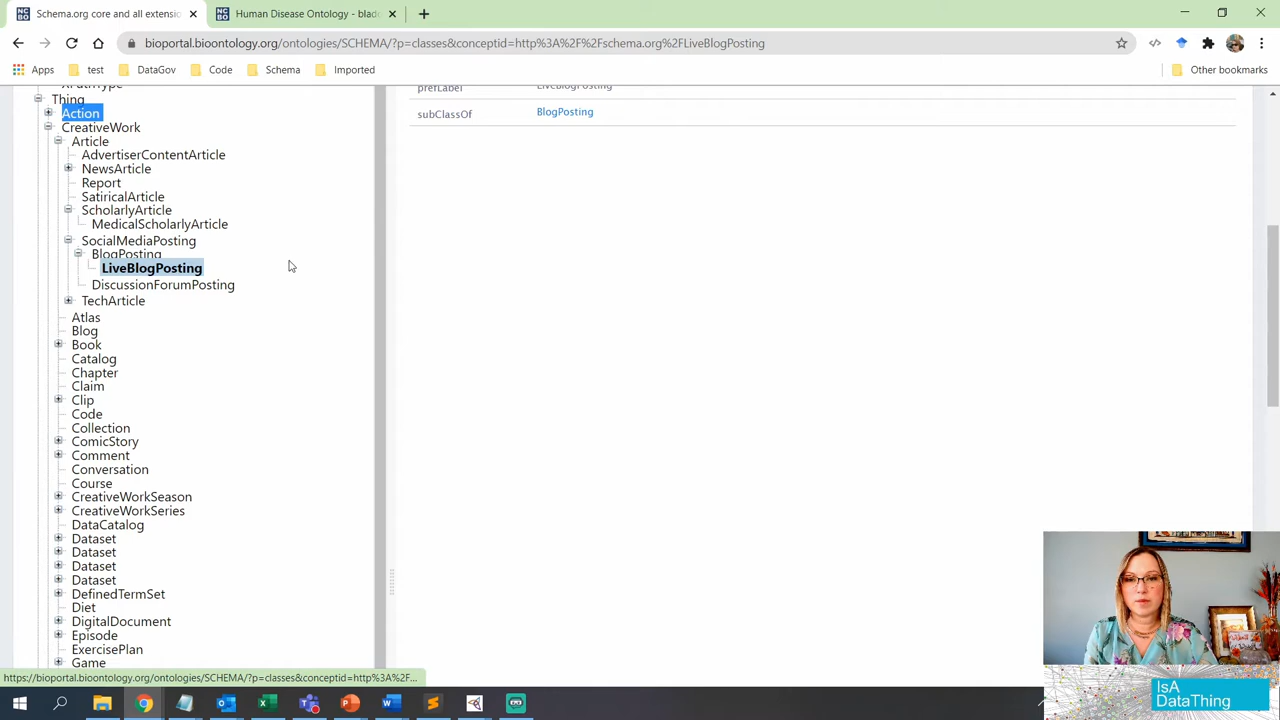 Schema.org core and all extensio
Human Disease Ontology - blad
bioportal.bioontology.org/ontologies/SCHEMA/?p=classes&conceptid=http%3A%2F%2Fschema.org%2FLiveBlogPosting
Apps
test
DataGov
Code
Schema
Imported
Other bookmarks
XPathType
prefLabel
LiveBlogPosting
Thing
Action
subClassOf
BlogPosting
CreativeWork
Article
AdvertiserContentArticle
NewsArticle
Report
SatiricalArticle
ScholarlyArticle
MedicalScholarlyArticle
SocialMediaPosting
BlogPosting
LiveBlogPosting
DiscussionForumPosting
TechArticle
Atlas
Blog
Book
Catalog
Chapter
Claim
Clip
Code
Collection
ComicStory
Comment
Conversation
Course
CreativeWorkSeason
CreativeWorkSeries
DataCatalog
Dataset
Dataset
Dataset
Dataset
DefinedTermSet
Diet
DigitalDocument
Episode
ExercisePlan
Game
https://bioportal.bioontology.org/ontologies/SCHEMA/?p=classes&conceptid=http%3A%2F%2F...
IsA
DataThing